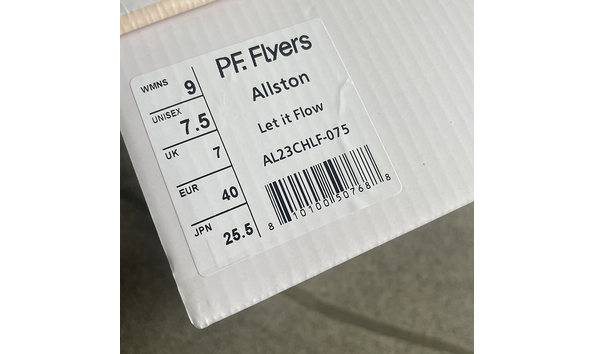 PF. Flyers
Allston
Let it Flow
AL23CHLF-075
WMNS 9
UNISEX 7.5
UK 7
EUR 40
JPN 25.5
8 10100 50768 8